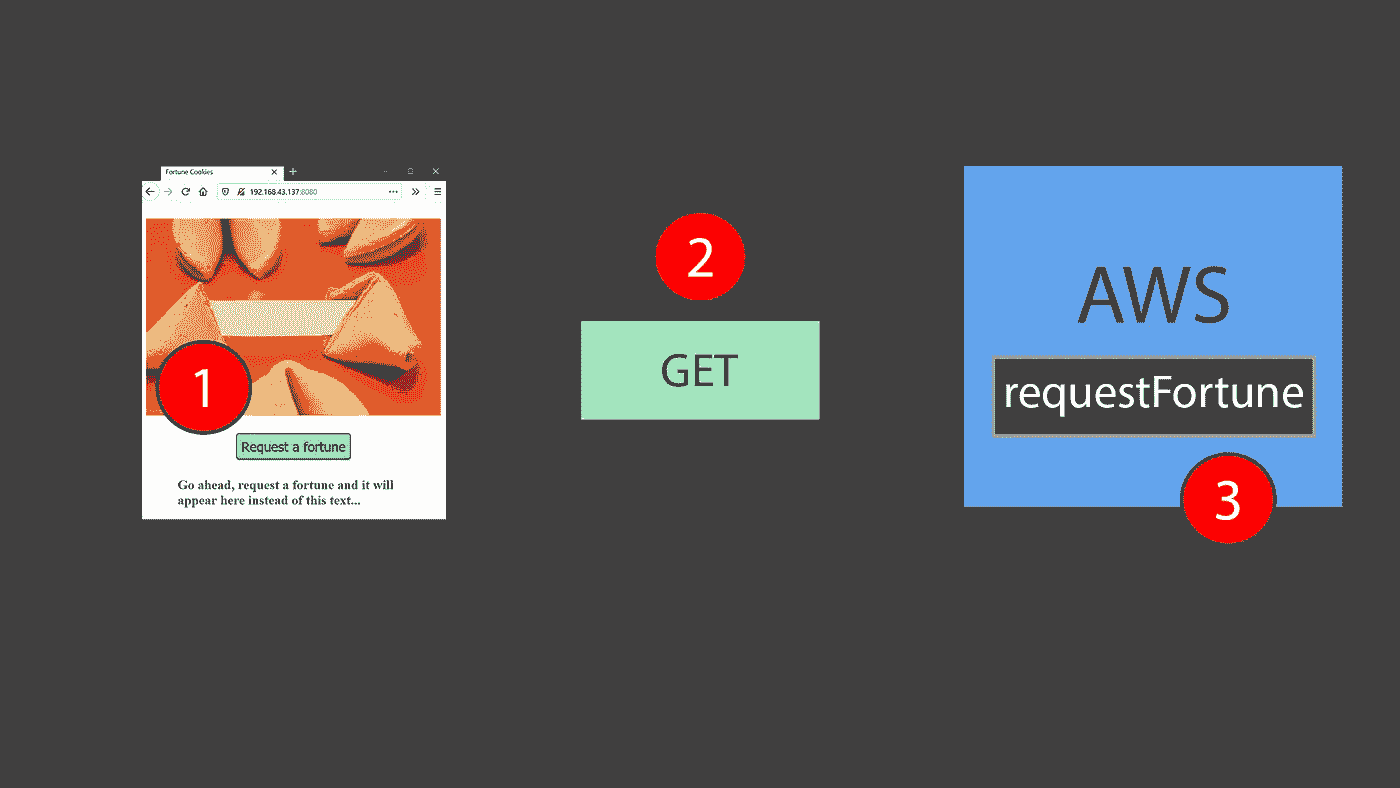 Fortune Cookies
192.168.43.137:8080
1
Request a fortune
Go ahead, request a fortune and it will
appear here instead of this text...
2
GET
AWS
requestFortune
3